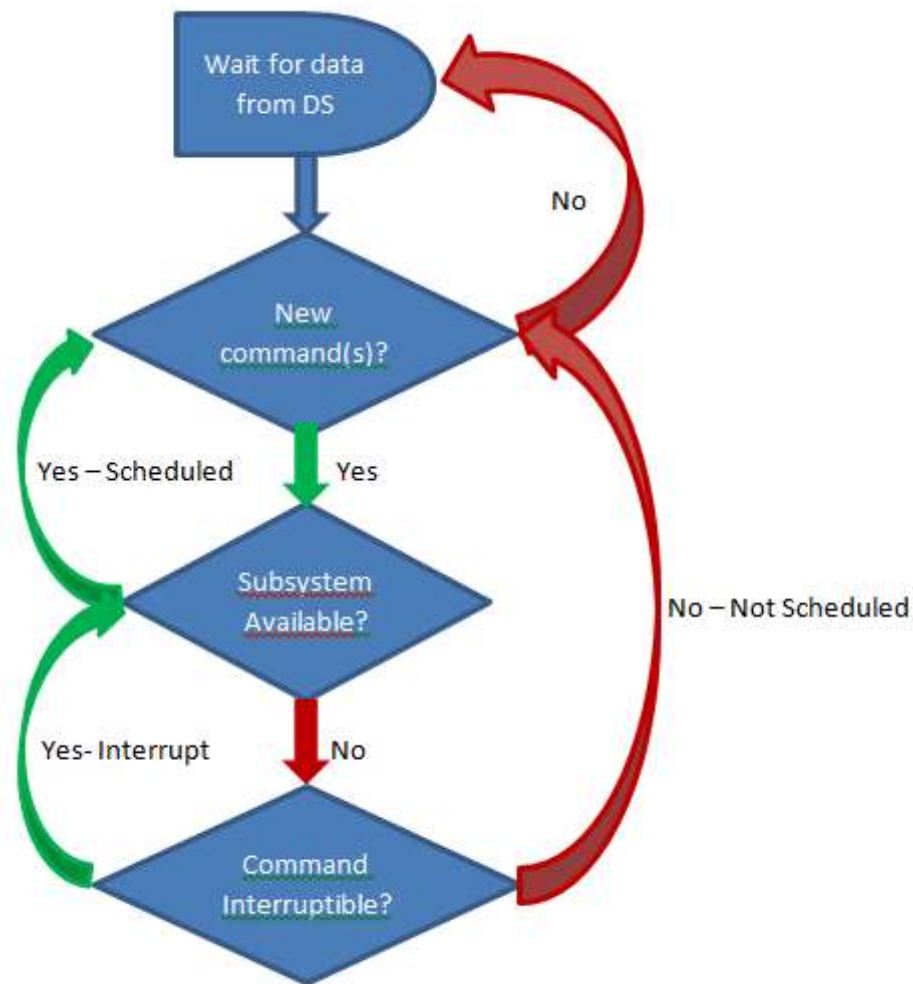 Wait for data
from DS
No
New
command(s)?
Yes – Scheduled
Yes
Subsystem
Available?
No – Not Scheduled
Yes- Interrupt
No
Command
Interruptible?